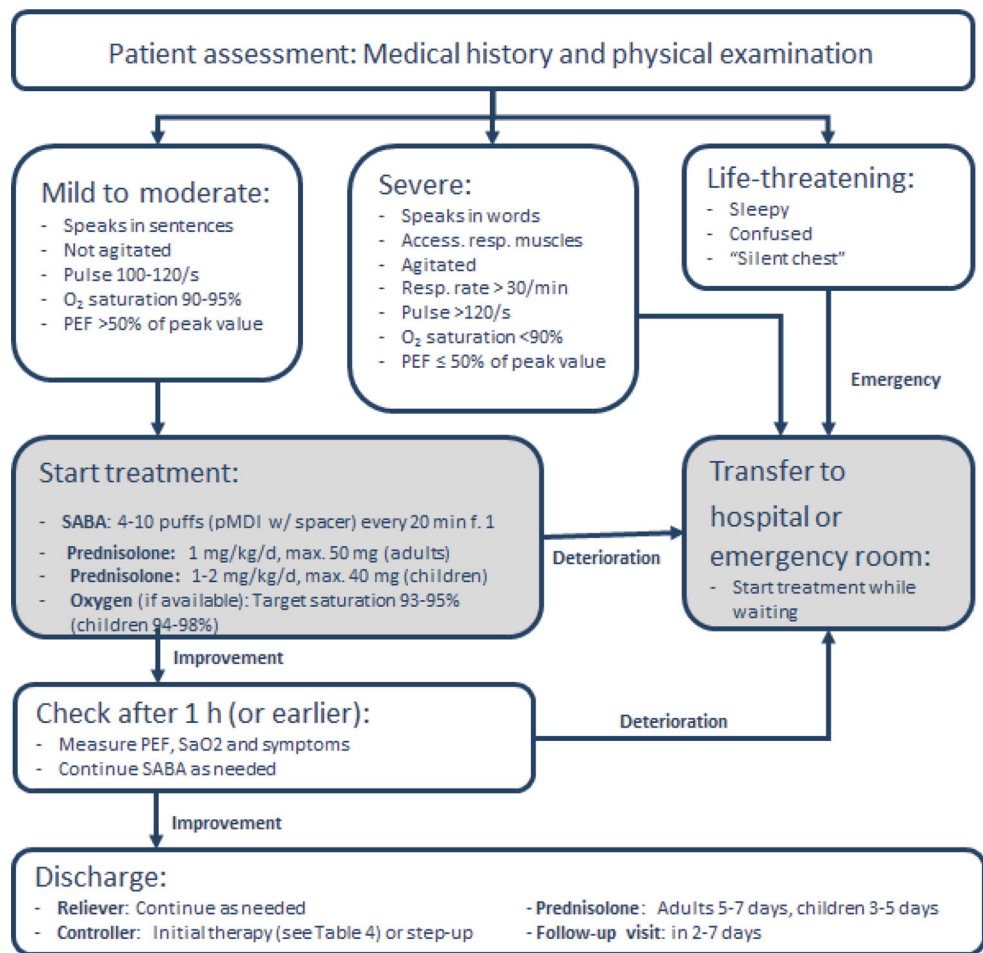 Patient assessment: Medical history and physical examination
Mild to moderate:
- Speaks in sentences
- Not agitated
- Pulse 100-120/s
- O₂ saturation 90-95%
- PEF >50% of peak value
Severe:
- Speaks in words
- Access. resp. muscles
- Agitated
- Resp. rate > 30/min
- Pulse >120/s
- O₂ saturation <90%
- PEF ≤ 50% of peak value
Life-threatening:
- Sleepy
- Confused
- “Silent chest”
Emergency
Start treatment:
- SABA: 4-10 puffs (pMDI w/ spacer) every 20 min f. 1
- Prednisolone: 1 mg/kg/d, max. 50 mg (adults)
- Prednisolone: 1-2 mg/kg/d, max. 40 mg (children)
- Oxygen (if available): Target saturation 93-95%
(children 94-98%)
Deterioration
Transfer to
hospital or
emergency room:
- Start treatment while
waiting
Improvement
Check after 1 h (or earlier):
- Measure PEF, SaO2 and symptoms
- Continue SABA as needed
Deterioration
Improvement
Discharge:
- Reliever: Continue as needed
- Controller: Initial therapy (see Table 4) or step-up
- Prednisolone: Adults 5-7 days, children 3-5 days
- Follow-up visit: in 2-7 days